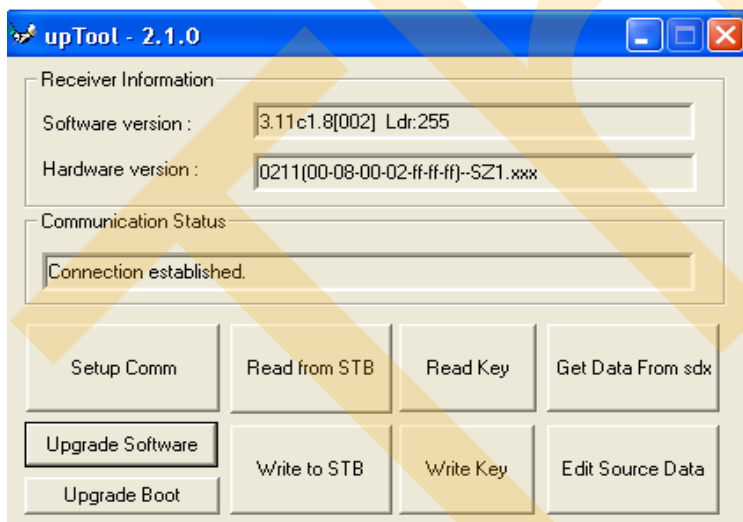 upTool - 2.1.0
Receiver Information
Software version : 3.11c1.8[002] Ldr:255
Hardware version : 0211(00-08-00-02-ff-ff-ff)--SZ1.xxx
Communication Status
Connection established.
Setup Comm Read from STB Read Key Get Data From sdx
Upgrade Software
Write to STB Write Key Edit Source Data
Upgrade Boot